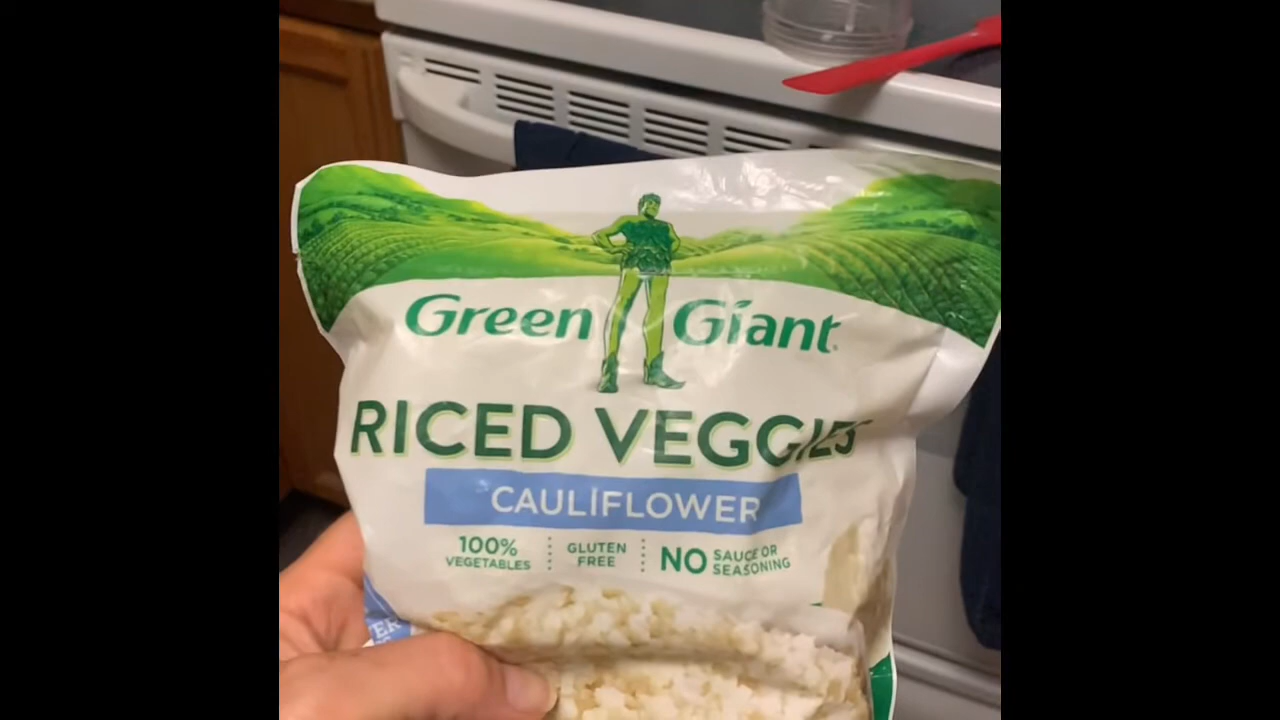 Green Giant
RICED VEGGIES
CAULIFLOWER
100%
VEGETABLES
GLUTEN
FREE
NO SAUCE OR
SEASONING